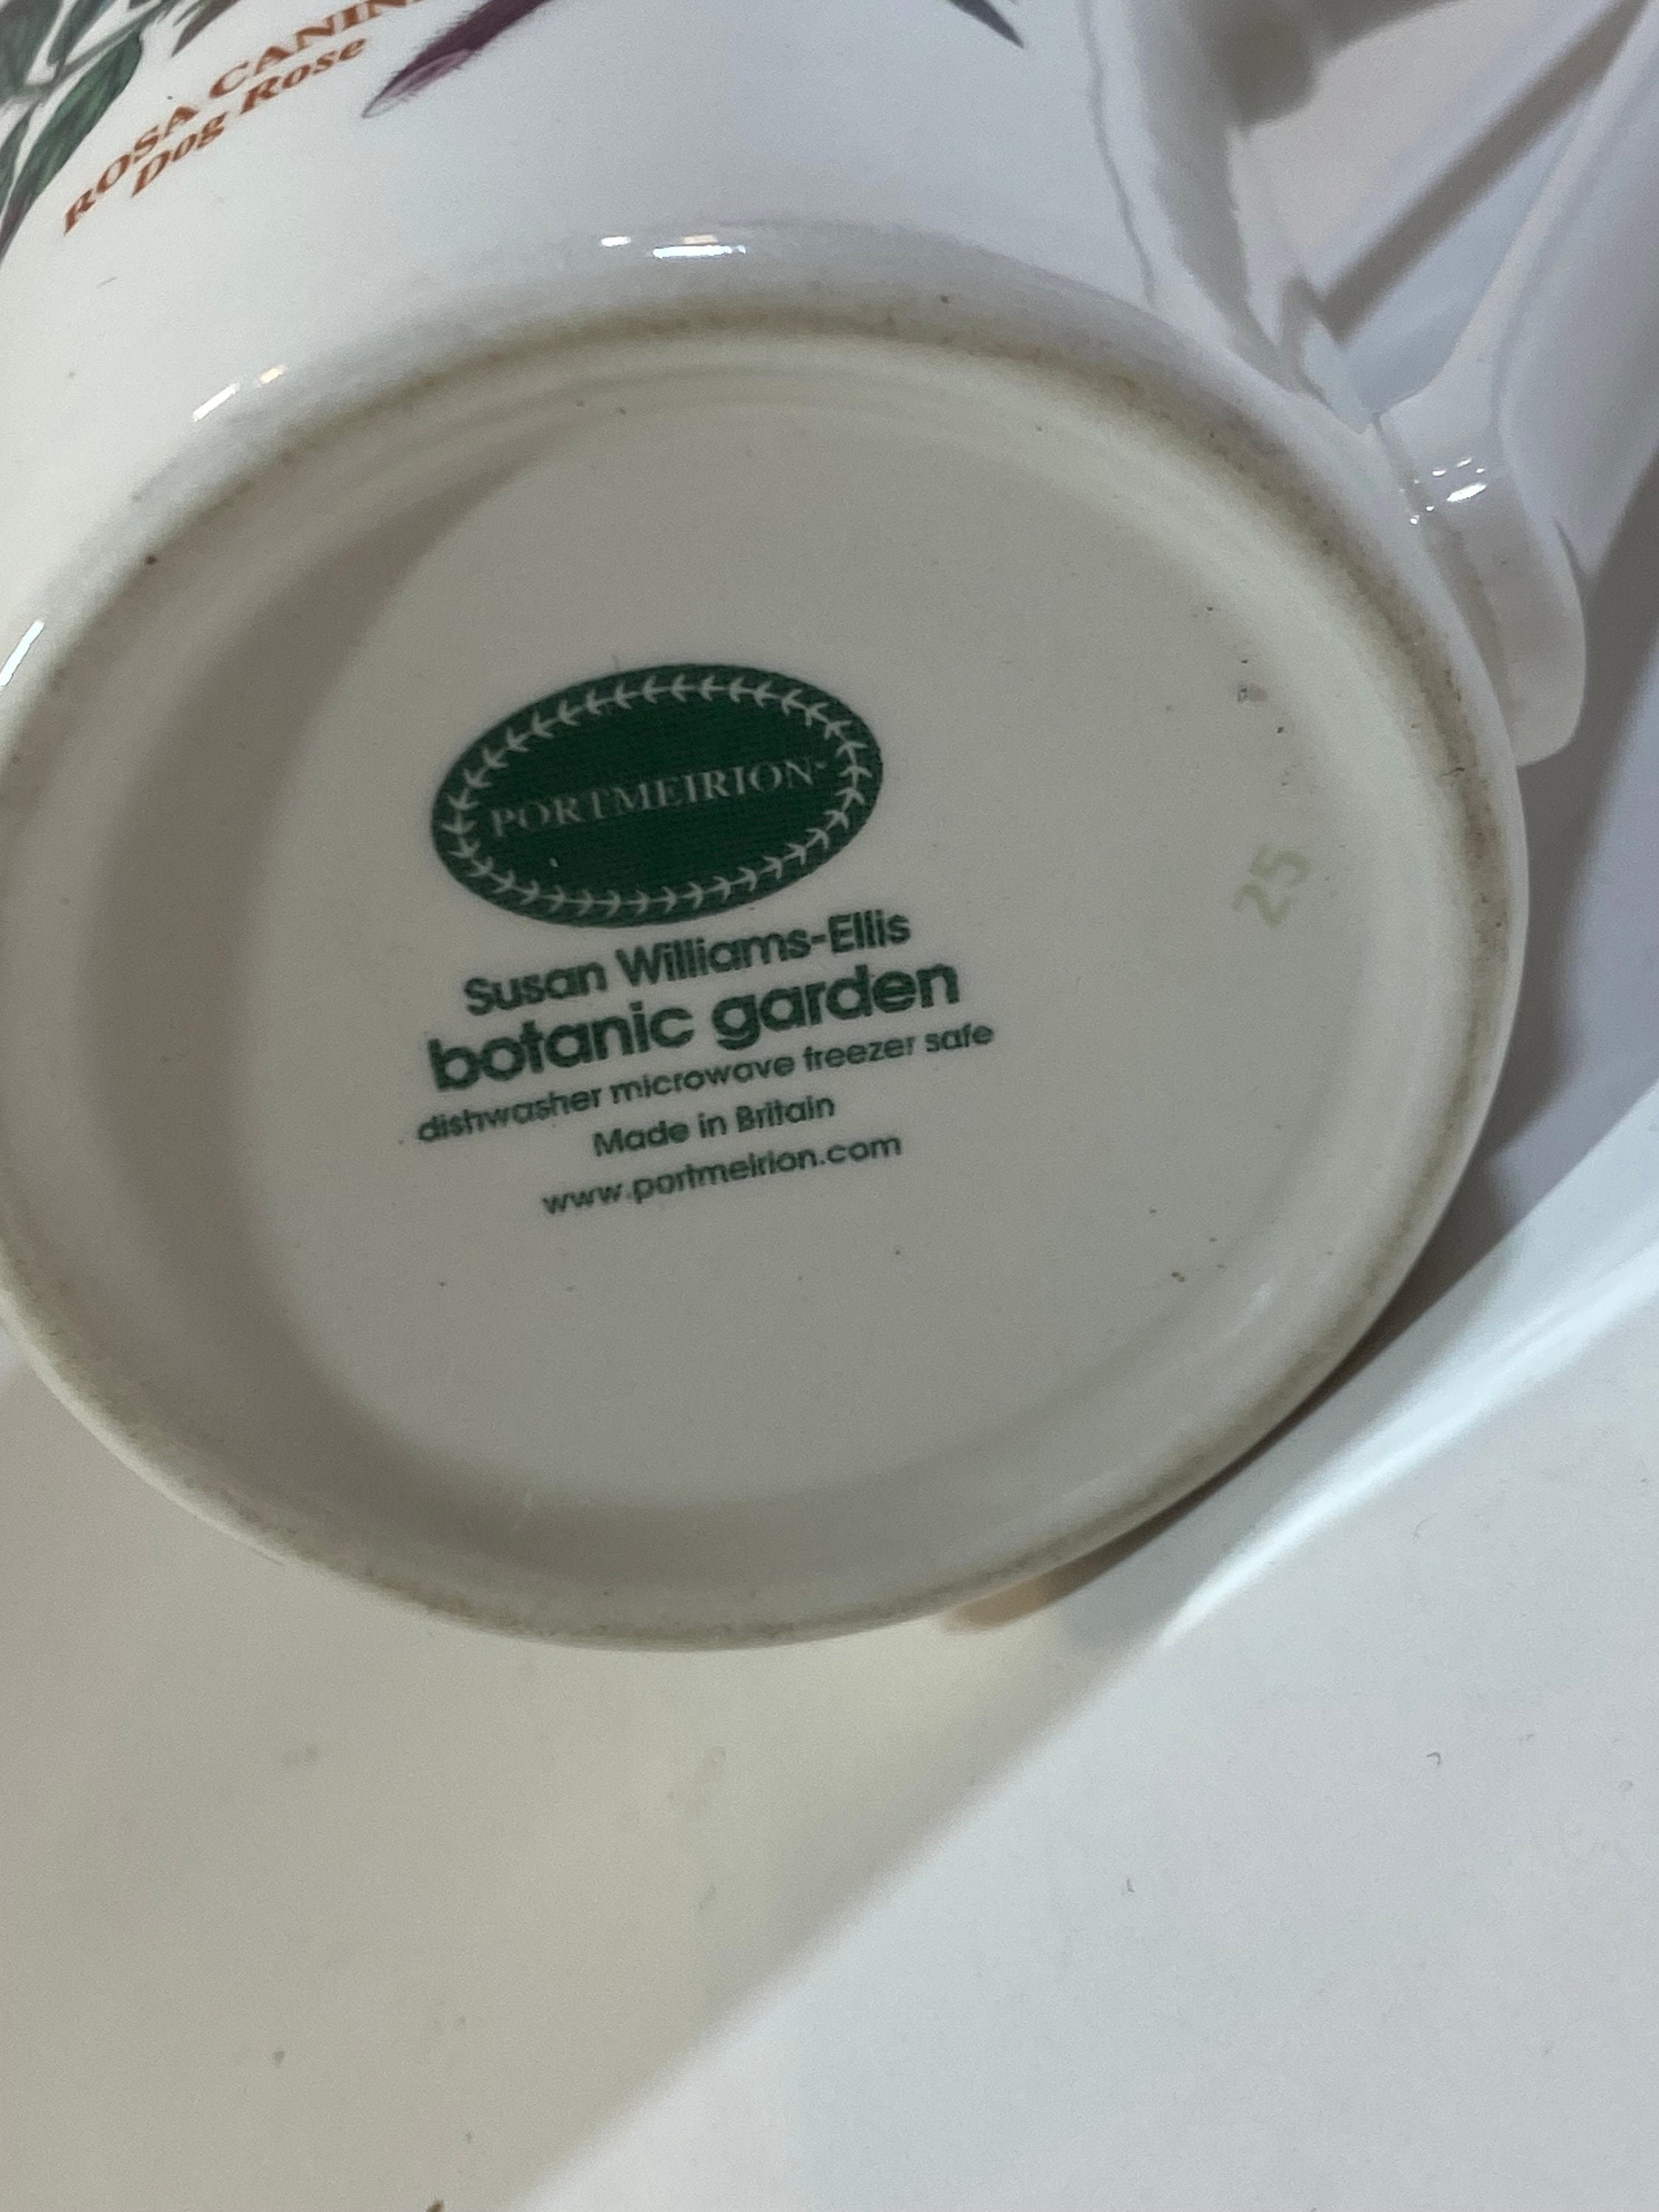 ROSA CANIN
Dog Rose
PORTMEIRION™
Susan Williams-Ellis
botanic garden
dishwasher microwave freezer safe
Made in Britain
www.portmeirion.com
25